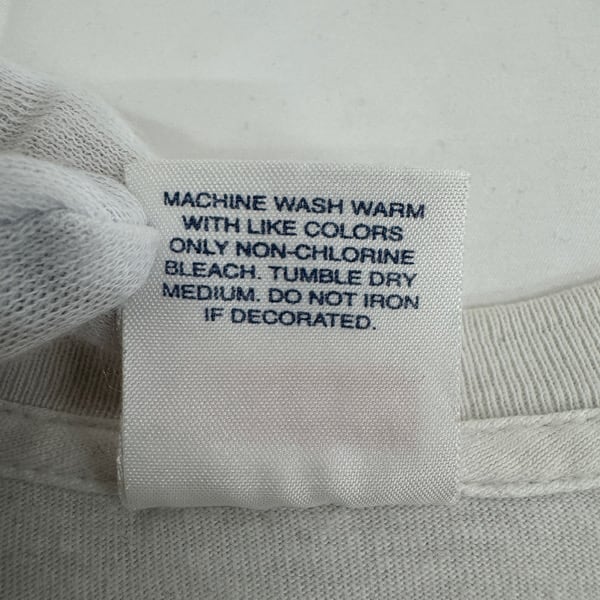 MACHINE WASH WARM
WITH LIKE COLORS
ONLY NON-CHLORINE
BLEACH. TUMBLE DRY
MEDIUM. DO NOT IRON
IF DECORATED.